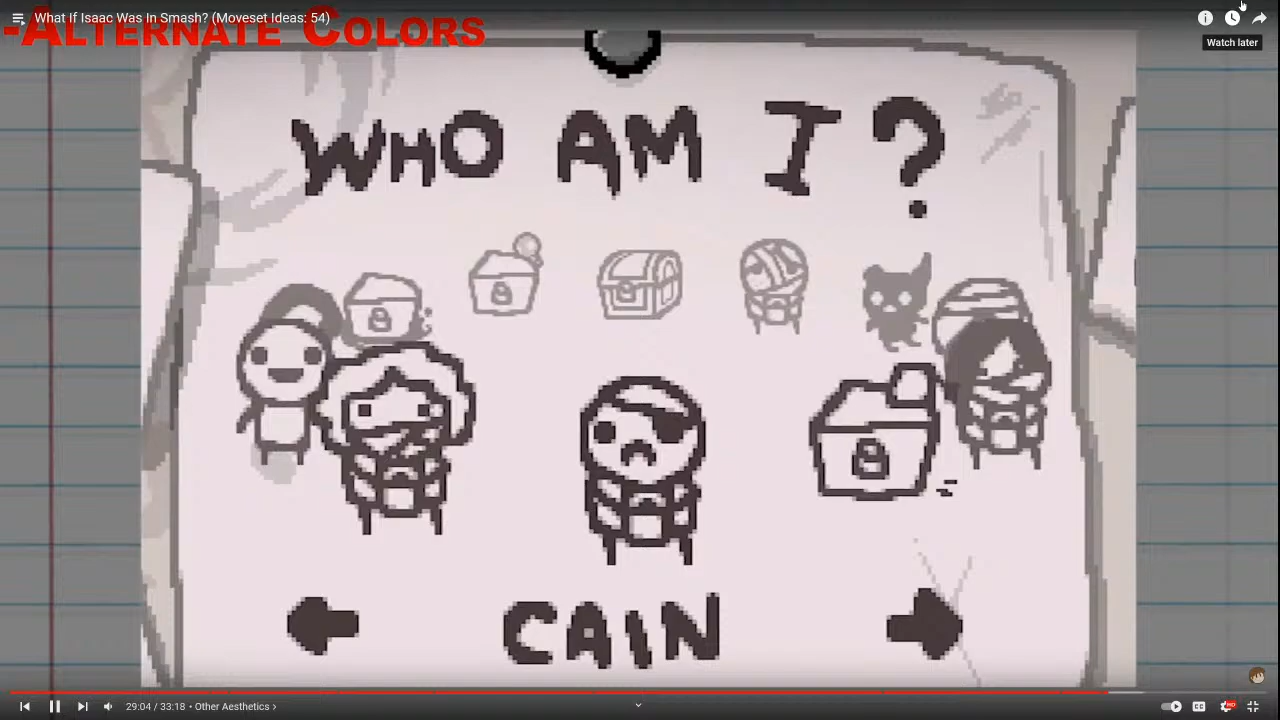 What If Isaac Was In Smash? (Moveset Ideas: 54)
-ALTERNATE COLORS
Watch later
WHO AM I?
CAIN
29:04 / 33:18 • Other Aesthetics ›
CC